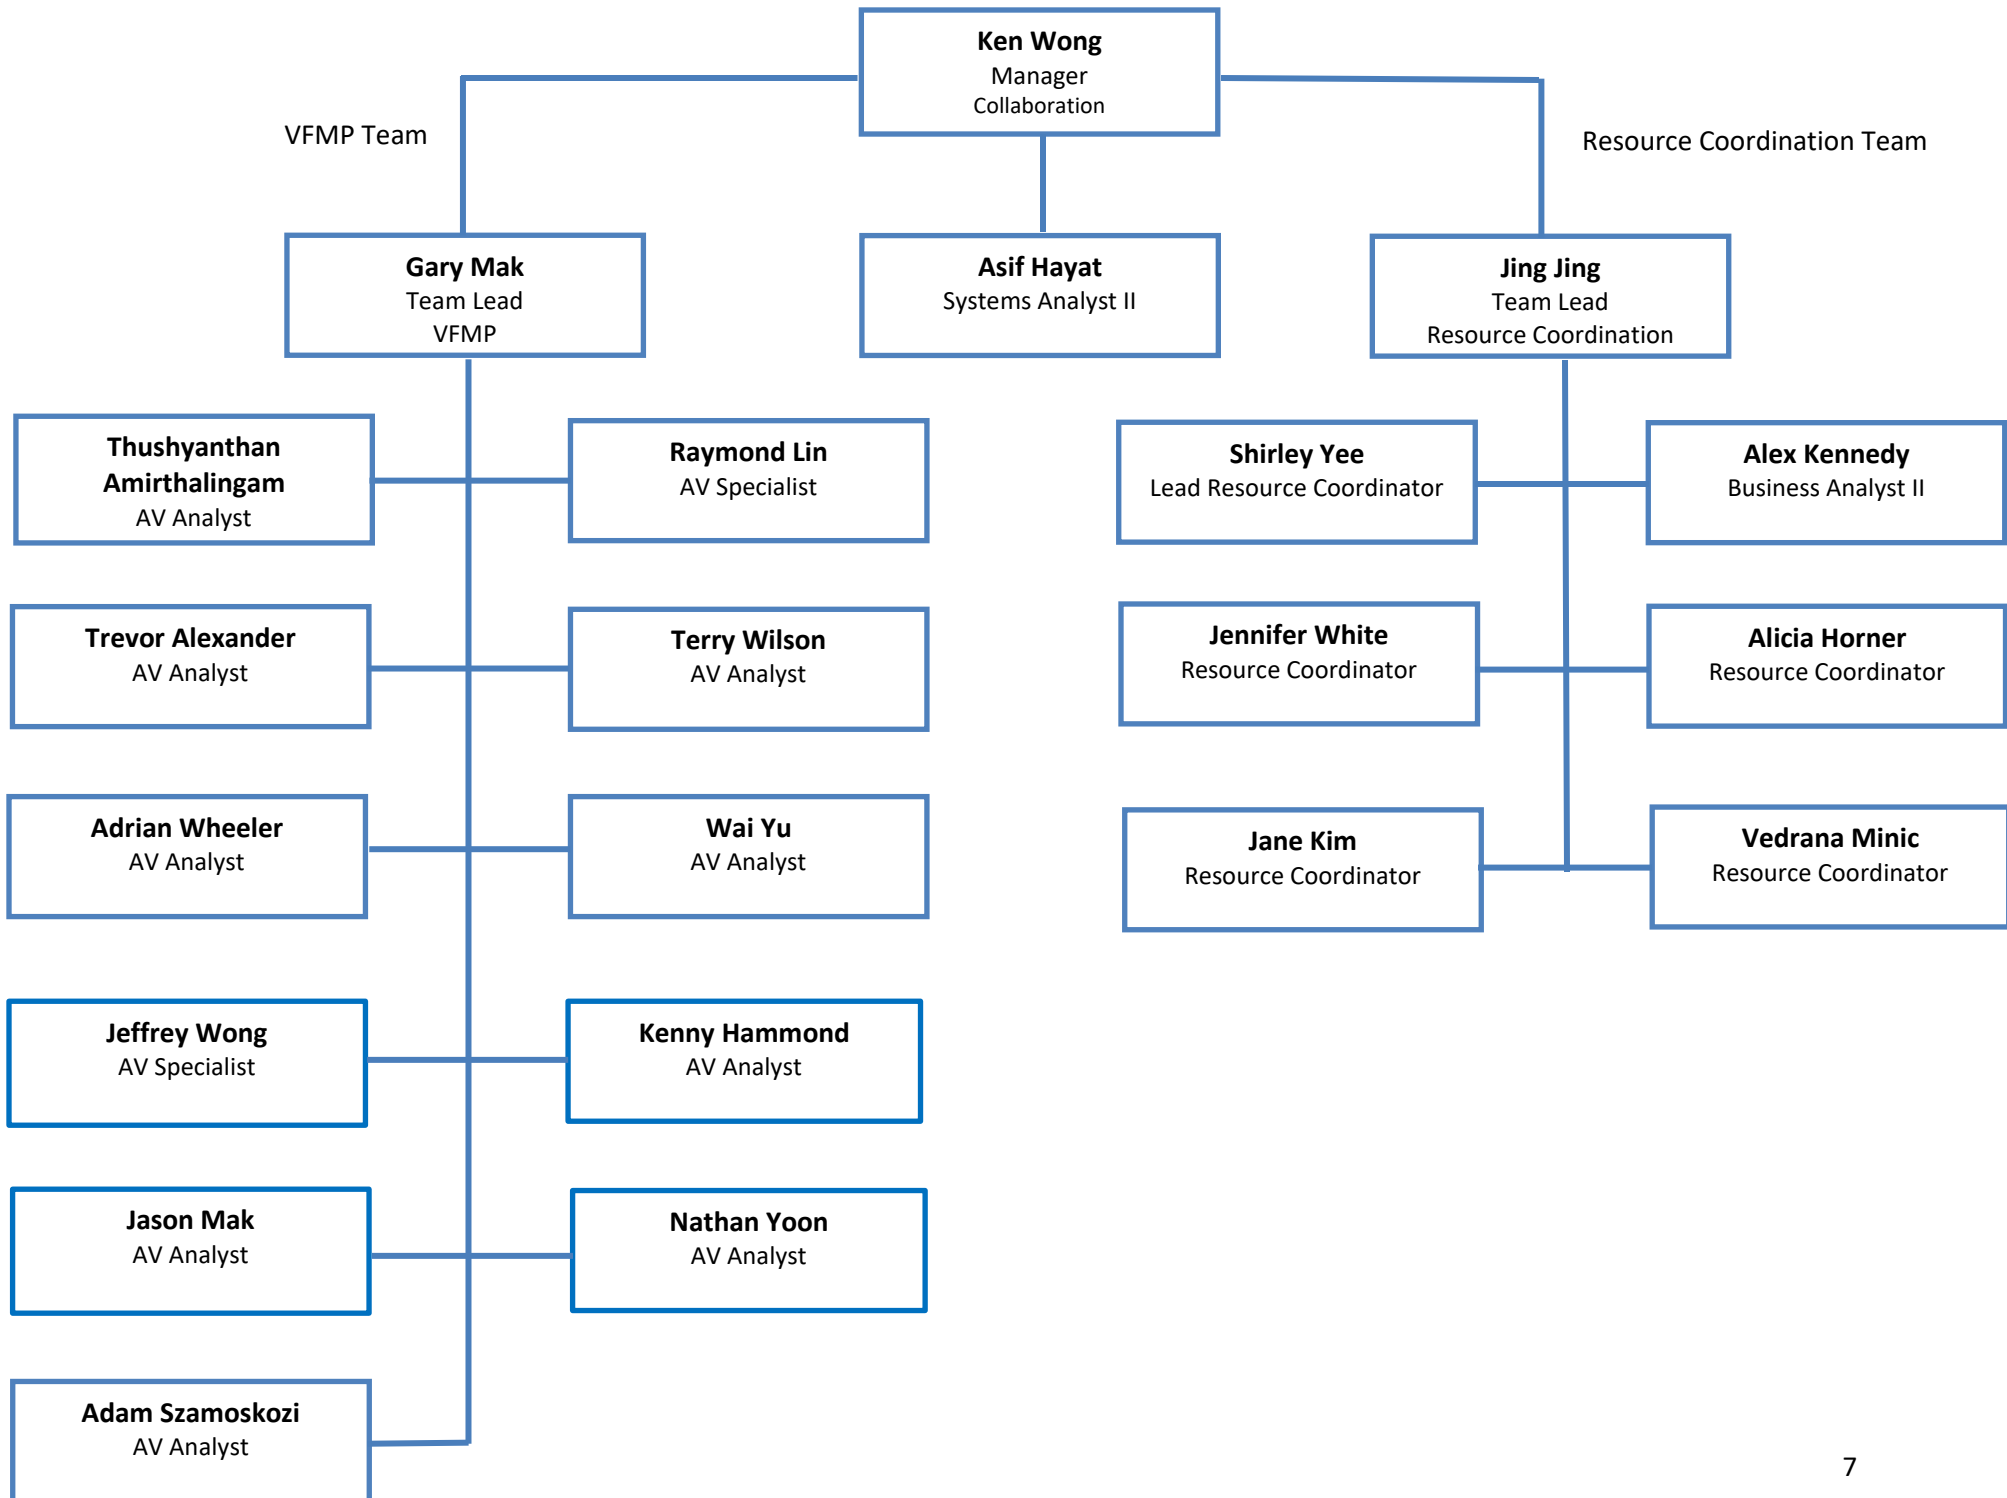 Ken Wong
Manager
Collaboration
VFMP Team
Resource Coordination Team
Gary Mak
Team Lead
VFMP
Asif Hayat
Systems Analyst II
Jing Jing
Team Lead
Resource Coordination
Thushyanthan
Amirthalingam
AV Analyst
Raymond Lin
AV Specialist
Shirley Yee
Lead Resource Coordinator
Alex Kennedy
Business Analyst II
Trevor Alexander
AV Analyst
Terry Wilson
AV Analyst
Jennifer White
Resource Coordinator
Alicia Horner
Resource Coordinator
Adrian Wheeler
AV Analyst
Wai Yu
AV Analyst
Jane Kim
Resource Coordinator
Vedrana Minic
Resource Coordinator
Jeffrey Wong
AV Specialist
Kenny Hammond
AV Analyst
Jason Mak
AV Analyst
Nathan Yoon
AV Analyst
Adam Szamoskozi
AV Analyst
7